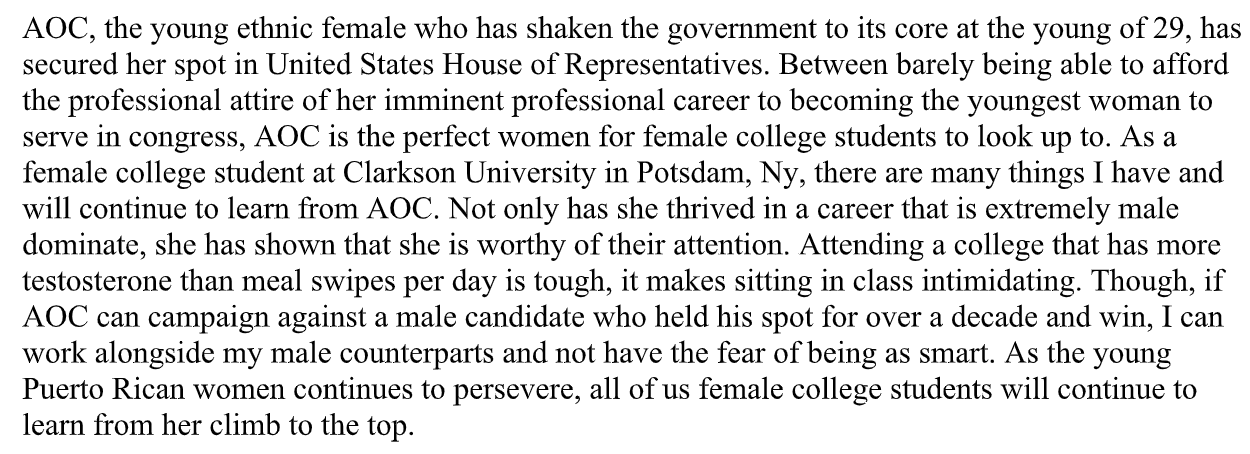 AOC, the young ethnic female who has shaken the government to its core at the young of 29, has
secured her spot in United States House of Representatives. Between barely being able to afford
the professional attire of her imminent professional career to becoming the youngest woman to
serve in congress, AOC is the perfect women for female college students to look up to. As a
female college student at Clarkson University in Potsdam, Ny, there are many things I have and
will continue to learn from AOC. Not only has she thrived in a career that is extremely male
dominate, she has shown that she is worthy of their attention. Attending a college that has more
testosterone than meal swipes per day is tough, it makes sitting in class intimidating. Though, if
AOC can campaign against a male candidate who held his spot for over a decade and win, I can
work alongside my male counterparts and not have the fear of being as smart. As the young
Puerto Rican women continues to persevere, all of us female college students will continue to
learn from her climb to the top.